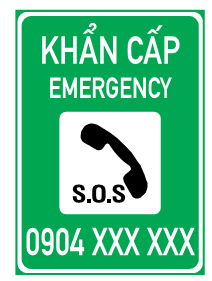 KHẨN CẤP
EMERGENCY
S.O.S
0904 XXX XXX